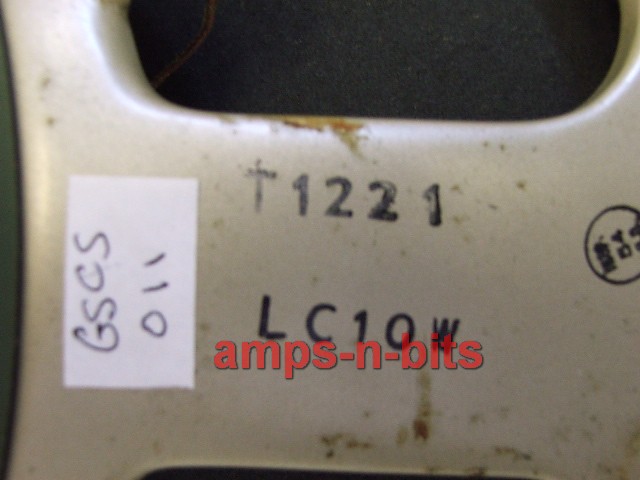 T1221
LC10W
amps-n-bits
GSCS
011